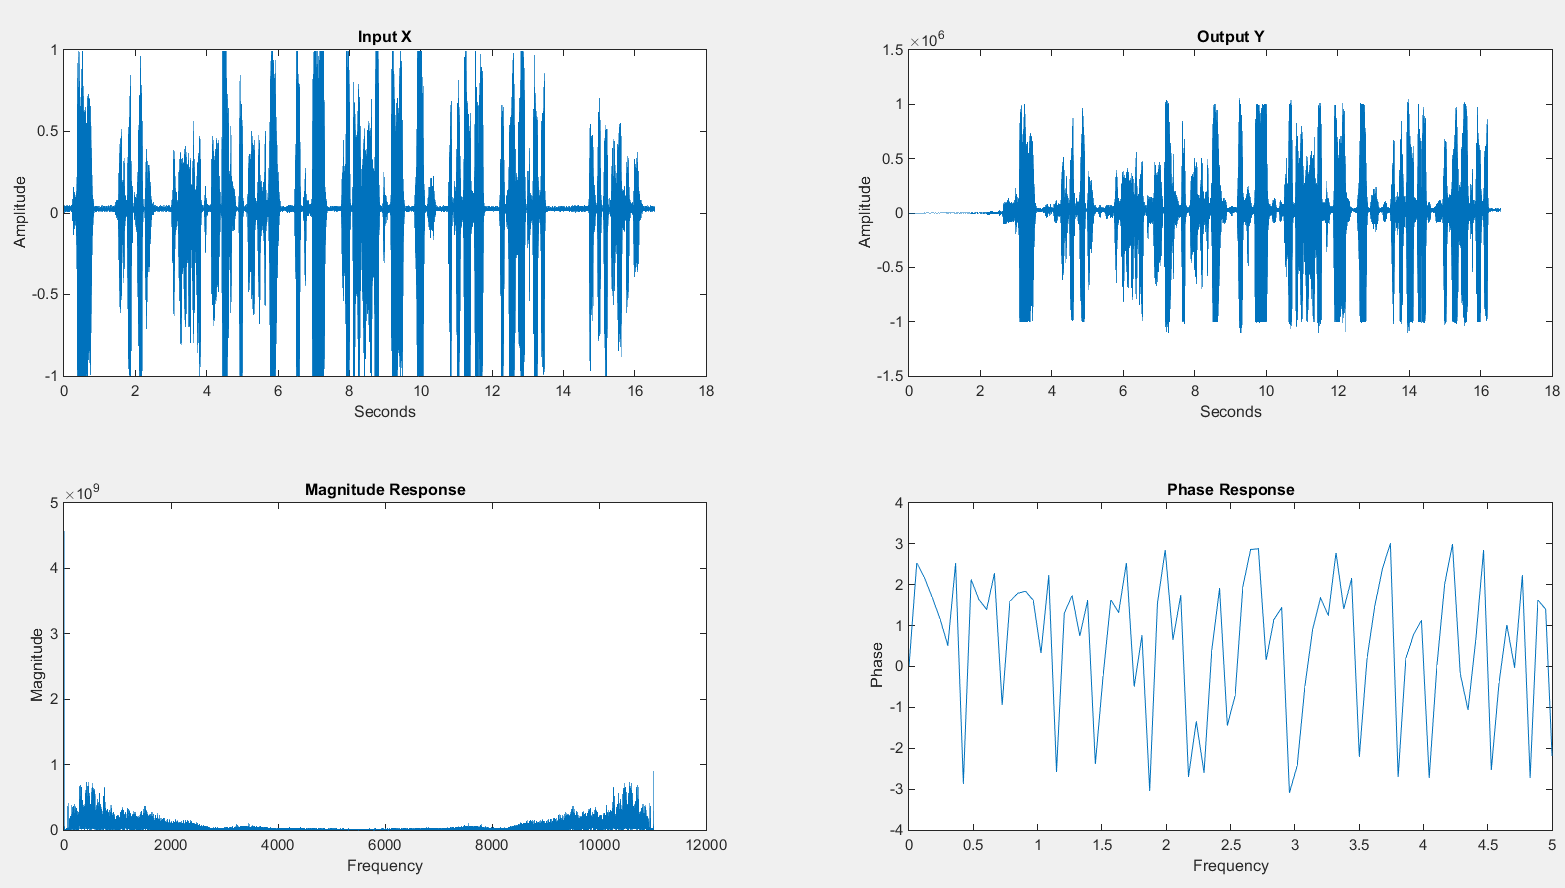 Input X
1
0.5
0
-0.5
-1
Amplitude
0 2 4 6 8 10 12 14 16 18
Seconds
Output Y
×10^6
1.5
1
0.5
0
-0.5
-1
-1.5
Amplitude
0 2 4 6 8 10 12 14 16 18
Seconds
Magnitude Response
×10^9
5
4
3
2
1
0
Magnitude
0 2000 4000 6000 8000 10000 12000
Frequency
Phase Response
4
3
2
1
0
-1
-2
-3
-4
Phase
0 0.5 1 1.5 2 2.5 3 3.5 4 4.5 5
Frequency